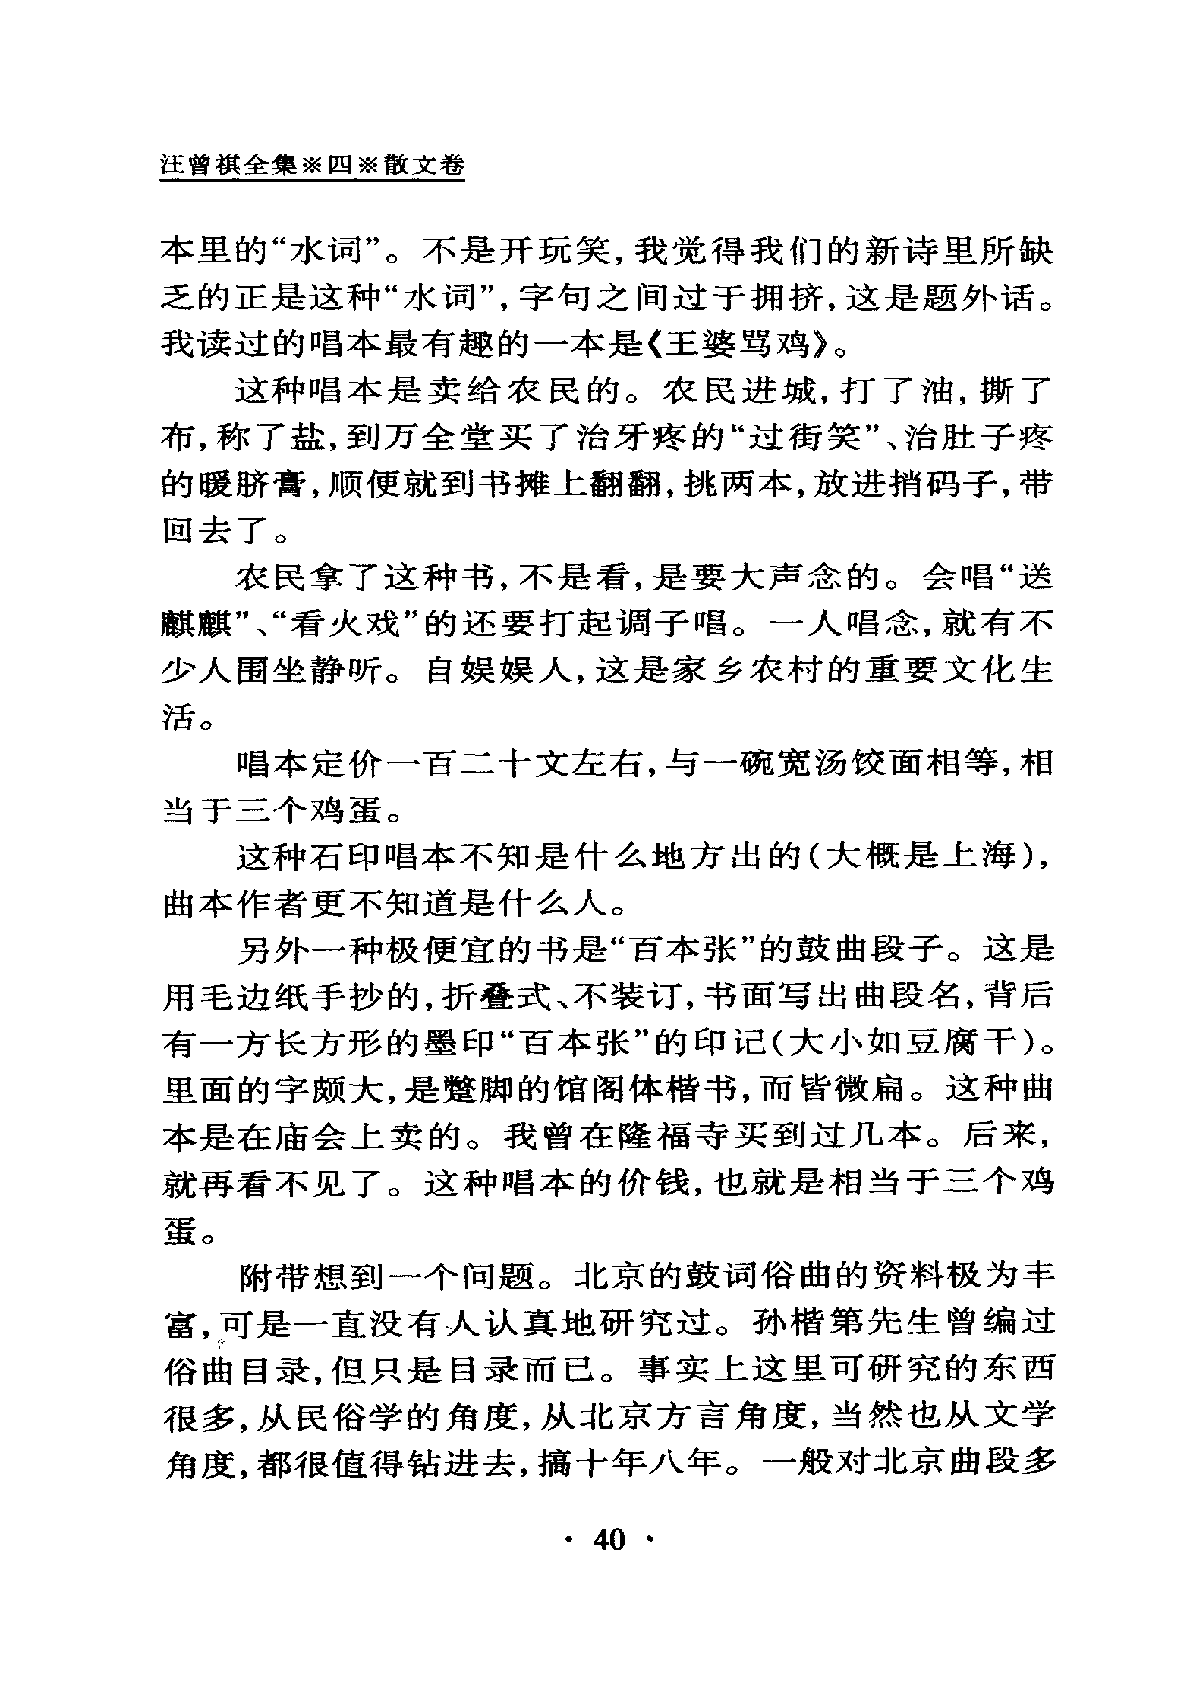 汪曾祺全集※四※散文卷
本里的“水词”。不是开玩笑,我觉得我们的新诗里所缺
乏的正是这种“水词”,字句之间过于拥挤,这是题外话。
我读过的唱本最有趣的一本是《王婆骂鸡》。
这种唱本是卖给农民的。农民进城,打了油,撕了
布,称了盐,到万全堂买了治牙疼的“过街笑”、治肚子疼
的暖脐膏,顺便就到书摊上翻翻,挑两本,放进捎码子,带
回去了。
农民拿了这种书,不是看,是要大声念的。会唱“送
麒麟”、“看火戏”的还要打起调子唱。一人唱念,就有不
少人围坐静听。自娱娱人,这是家乡农村的重要文化生
活。
唱本定价一百二十文左右,与一碗宽汤饺面相等,相
当于三个鸡蛋。
这种石印唱本不知是什么地方出的(大概是上海),
曲本作者更不知道是什么人。
另外一种极便宜的书是“百本张”的鼓曲段子。这是
用毛边纸手抄的,折叠式、不装订,书面写出曲段名,背后
有一方长方形的墨印“百本张”的印记(大小如豆腐干)。
里面的字颇大,是蹩脚的馆阁体楷书,而皆微扁。这种曲
本是在庙会上卖的。我曾在隆福寺买到过几本。后来,
就再看不见了。这种唱本的价钱,也就是相当于三个鸡
蛋。
附带想到一个问题。北京的鼓词俗曲的资料极为丰
富,可是一直没有人认真地研究过。孙楷第先生曾编过
俗曲目录,但只是目录而已。事实上这里可研究的东西
很多,从民俗学的角度,从北京方言角度,当然也从文学
角度,都很值得钻进去,搞十年八年。一般对北京曲段多
· 40 ·